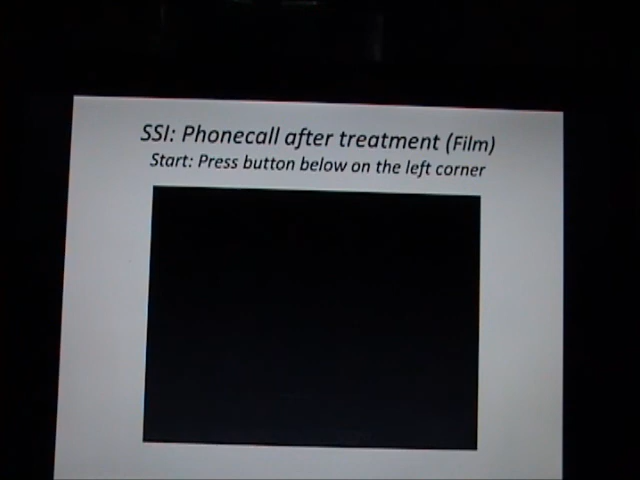 SSI: Phonecall after treatment (Film)
Start: Press button below on the left corner